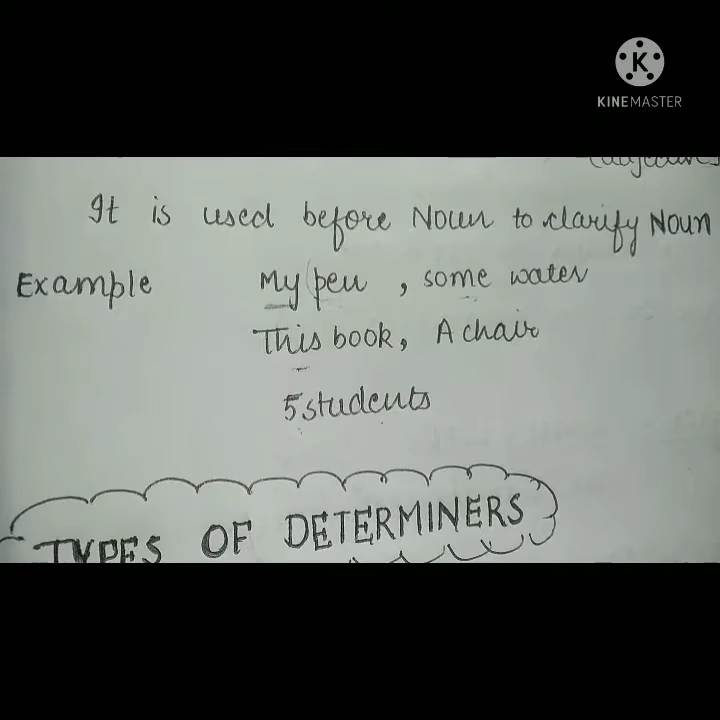 KINEMASTER
It is used before Noun to clarify Noun
Example My pen , some water
This book, A chair
5 students
TYPES OF DETERMINERS